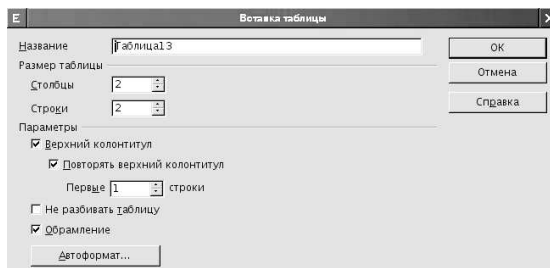 E Вставка таблицы X
Название Таблица13 OK
Размер таблицы
Отмена
Столбцы 2
Строки 2 Справка
Параметры
Верхний колонтитул
Повторять верхний колонтитул
Первые 1 строки
Не разбивать таблицу
Обрамление
Автоформат...